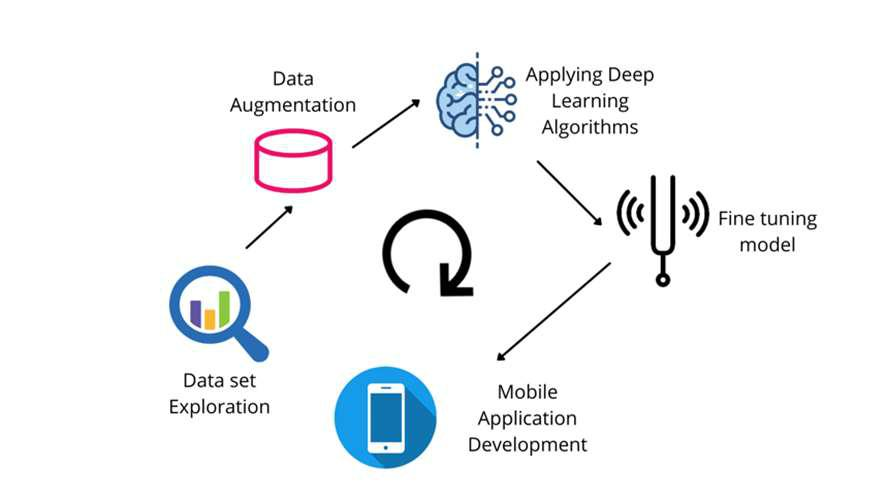 Data
Augmentation
Applying Deep
Learning
Algorithms
Fine tuning
model
Mobile
Application
Development
Data set
Exploration